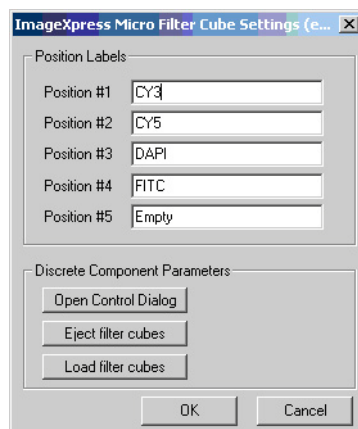 ImageXpress Micro Filter Cube Settings (e...
Position Labels
Position #1 CY3
Position #2 CY5
Position #3 DAPI
Position #4 FITC
Position #5 Empty
Discrete Component Parameters
Open Control Dialog
Eject filter cubes
Load filter cubes
OK Cancel